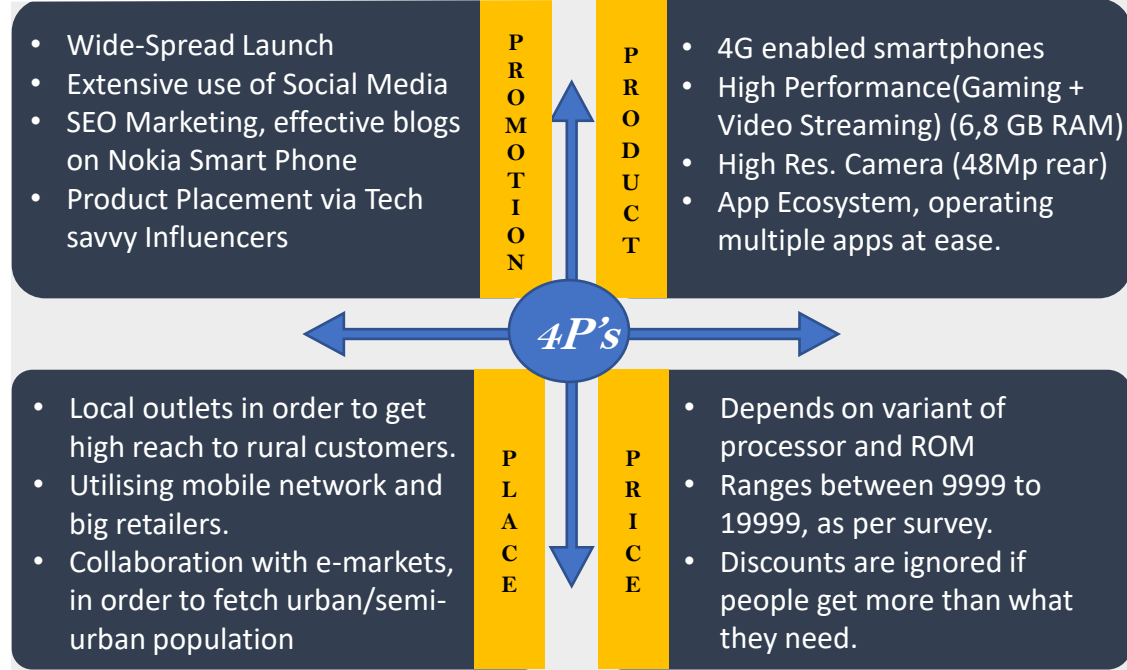 PROMOTION
• Wide-Spread Launch
• Extensive use of Social Media
• SEO Marketing, effective blogs
on Nokia Smart Phone
• Product Placement via Tech
savvy Influencers
PRODUCT
• 4G enabled smartphones
• High Performance(Gaming +
Video Streaming) (6,8 GB RAM)
• High Res. Camera (48Mp rear)
• App Ecosystem, operating
multiple apps at ease.
4P's
PLACE
• Local outlets in order to get
high reach to rural customers.
• Utilising mobile network and
big retailers.
• Collaboration with e-markets,
in order to fetch urban/semi-
urban population
PRICE
• Depends on variant of
processor and ROM
• Ranges between 9999 to
19999, as per survey.
• Discounts are ignored if
people get more than what
they need.